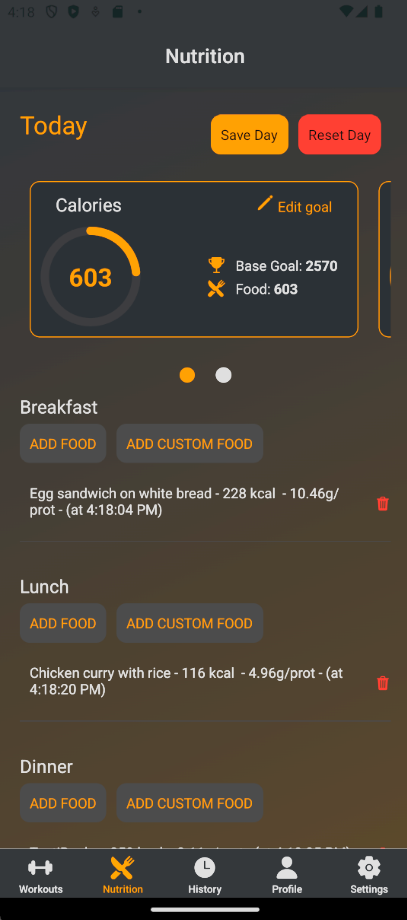 4:18
Nutrition
Today
Save Day
Reset Day
Calories
Edit goal
603
Base Goal: 2570
Food: 603
Breakfast
ADD FOOD
ADD CUSTOM FOOD
Egg sandwich on white bread - 228 kcal - 10.46g/
prot - (at 4:18:04 PM)
Lunch
ADD FOOD
ADD CUSTOM FOOD
Chicken curry with rice - 116 kcal - 4.96g/prot - (at
4:18:20 PM)
Dinner
ADD FOOD
ADD CUSTOM FOOD
Workouts
Nutrition
History
Profile
Settings